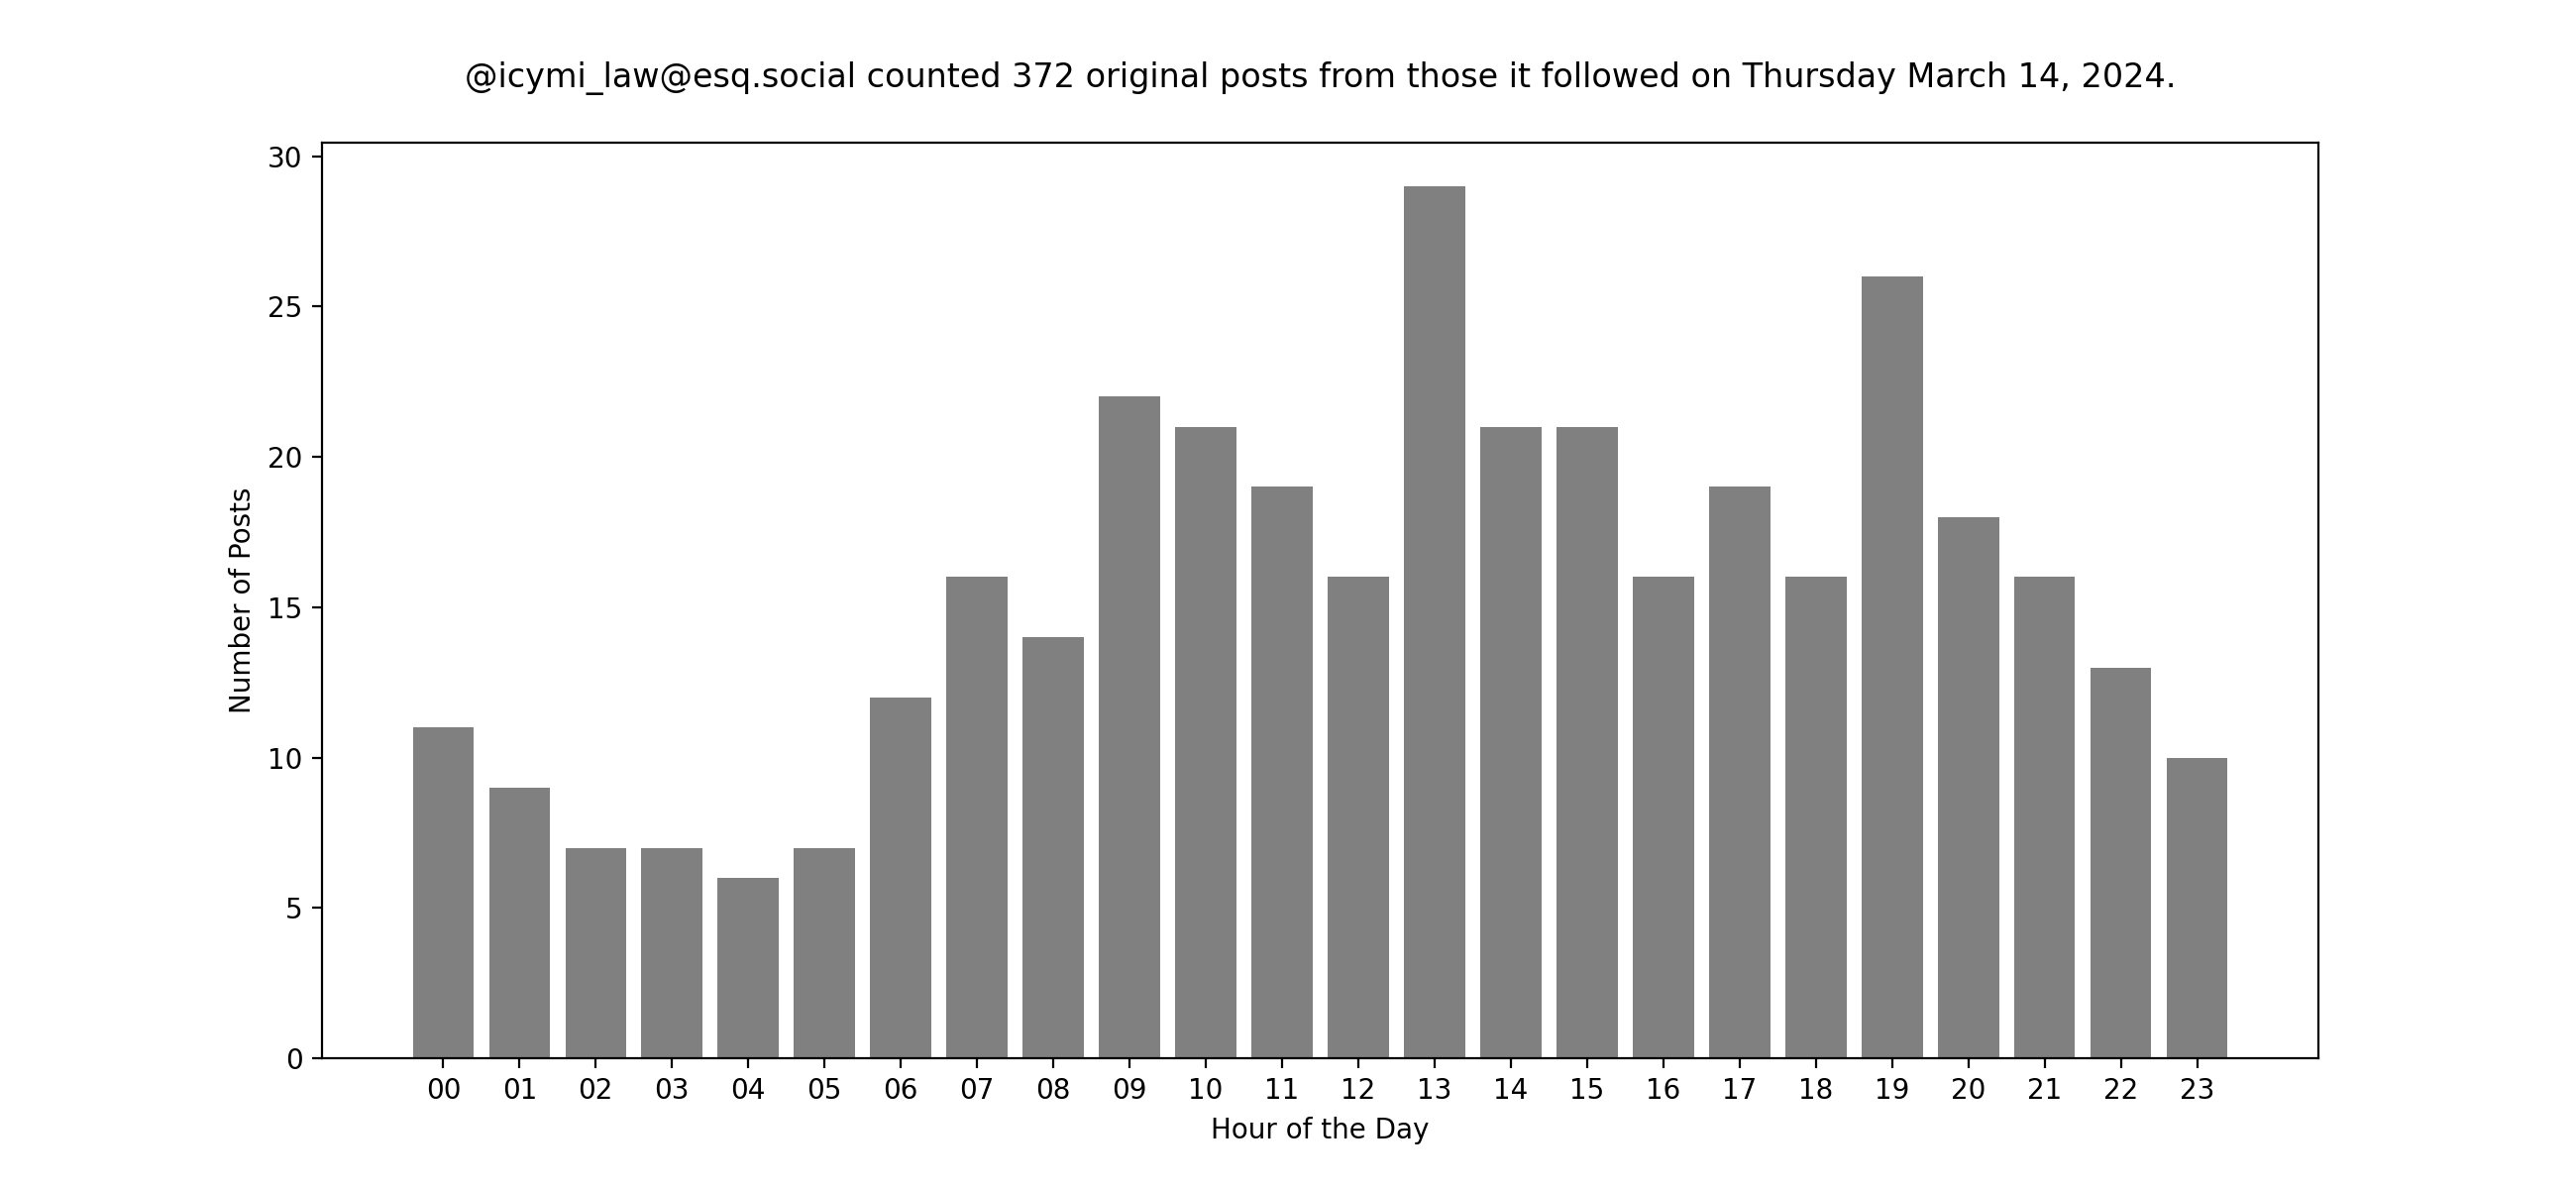 @icymi_law@esq.social counted 372 original posts from those it followed on Thursday March 14, 2024.
30
25
20
15
10
5
0
Number of Posts
00 01 02 03 04 05 06 07 08 09 10 11 12 13 14 15 16 17 18 19 20 21 22 23
Hour of the Day